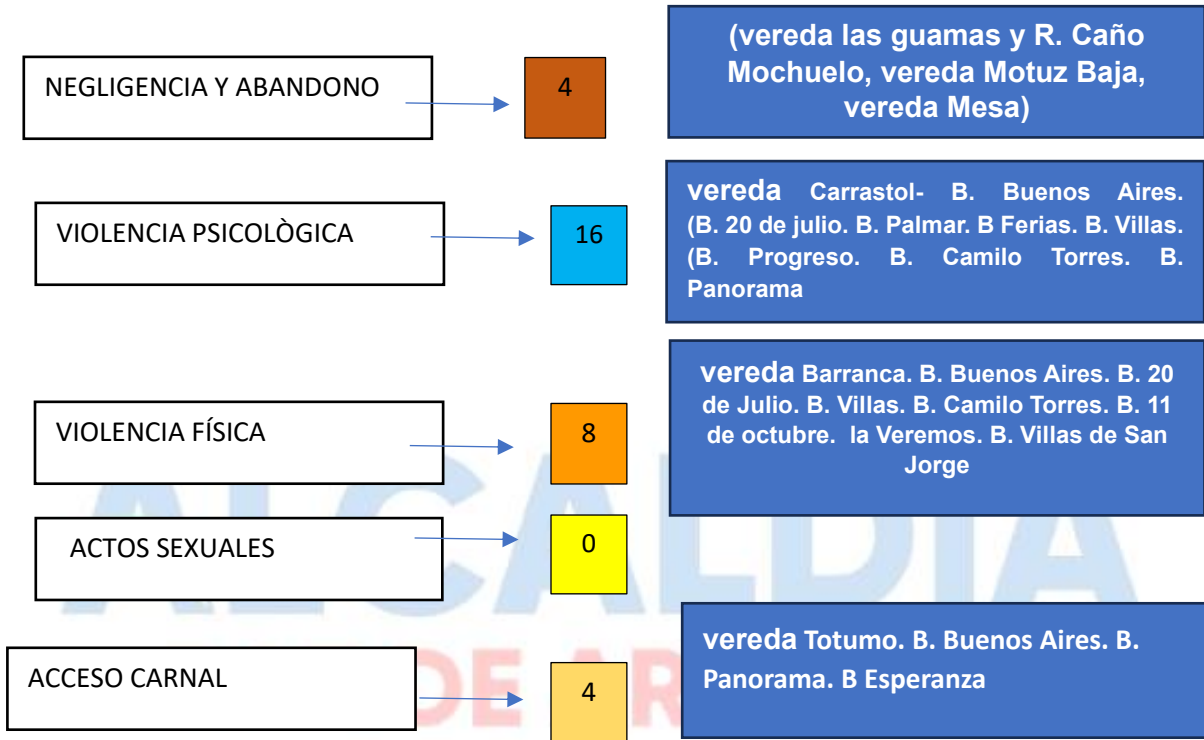 NEGLIGENCIA Y ABANDONO
4
(vereda las guamas y R. Caño
Mochuelo, vereda Motuz Baja,
vereda Mesa)
VIOLENCIA PSICOLÒGICA
16
vereda Carrastol- B. Buenos Aires.
(B. 20 de julio. B. Palmar. B Ferias. B. Villas.
(B. Progreso. B. Camilo Torres. B.
Panorama
VIOLENCIA FÍSICA
8
vereda Barranca. B. Buenos Aires. B. 20
de Julio. B. Villas. B. Camilo Torres. B. 11
de octubre. la Veremos. B. Villas de San
Jorge
ACTOS SEXUALES
0
ACCESO CARNAL
4
vereda Totumo. B. Buenos Aires. B.
Panorama. B Esperanza
ALCALDÍA
DE